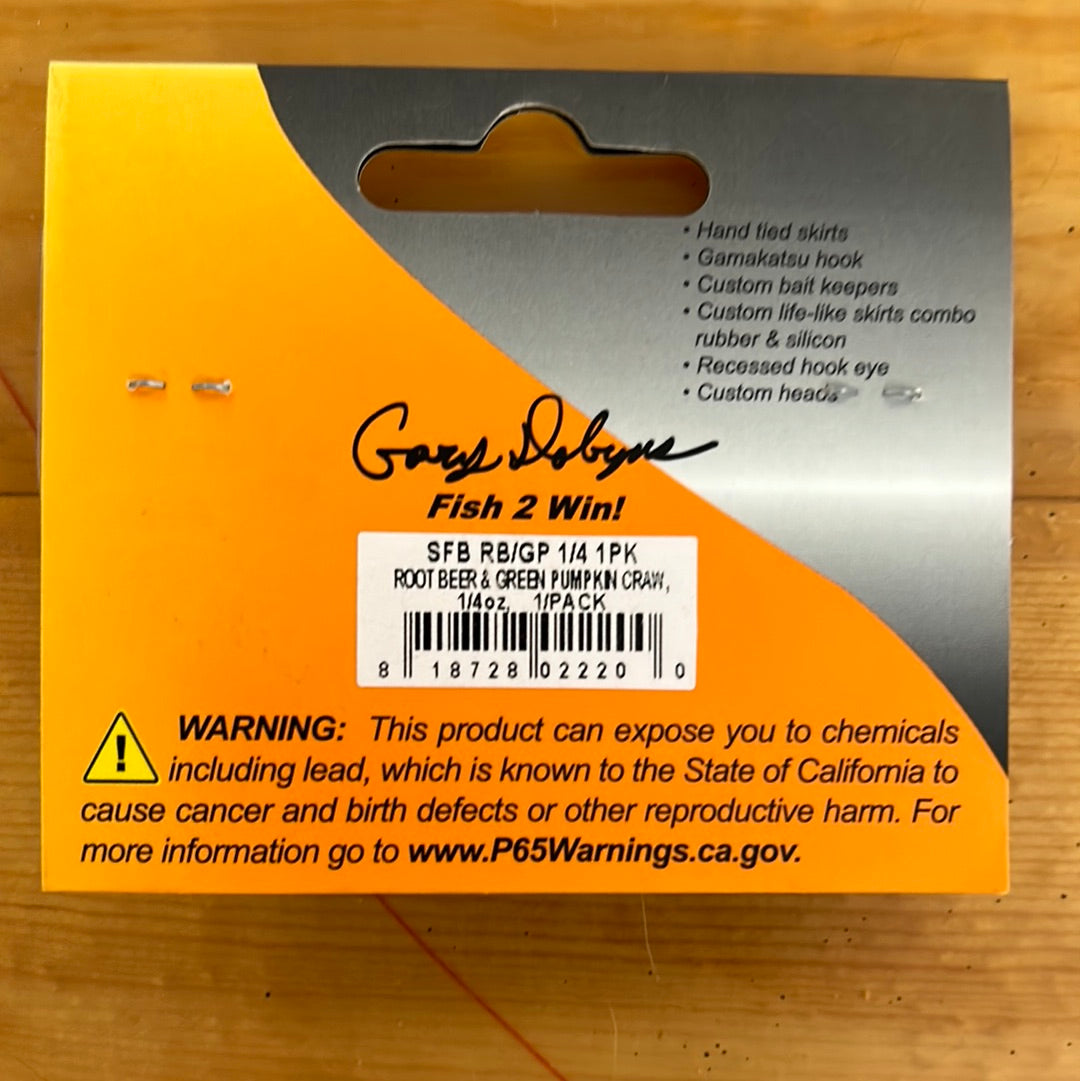 • Hand tied skirts
• Gamakatsu hook
• Custom bait keepers
• Custom life-like skirts combo
rubber & silicon
• Recessed hook eye
• Custom heads
Gary Dobyns
Fish 2 Win!
SFB RB/GP 1/4 1PK
ROOT BEER & GREEN PUMPKIN CRAW,
1/4oz, 1/PACK
8 18728 02220 0
! WARNING: This product can expose you to chemicals
including lead, which is known to the State of California to
cause cancer and birth defects or other reproductive harm. For
more information go to www.P65Warnings.ca.gov.